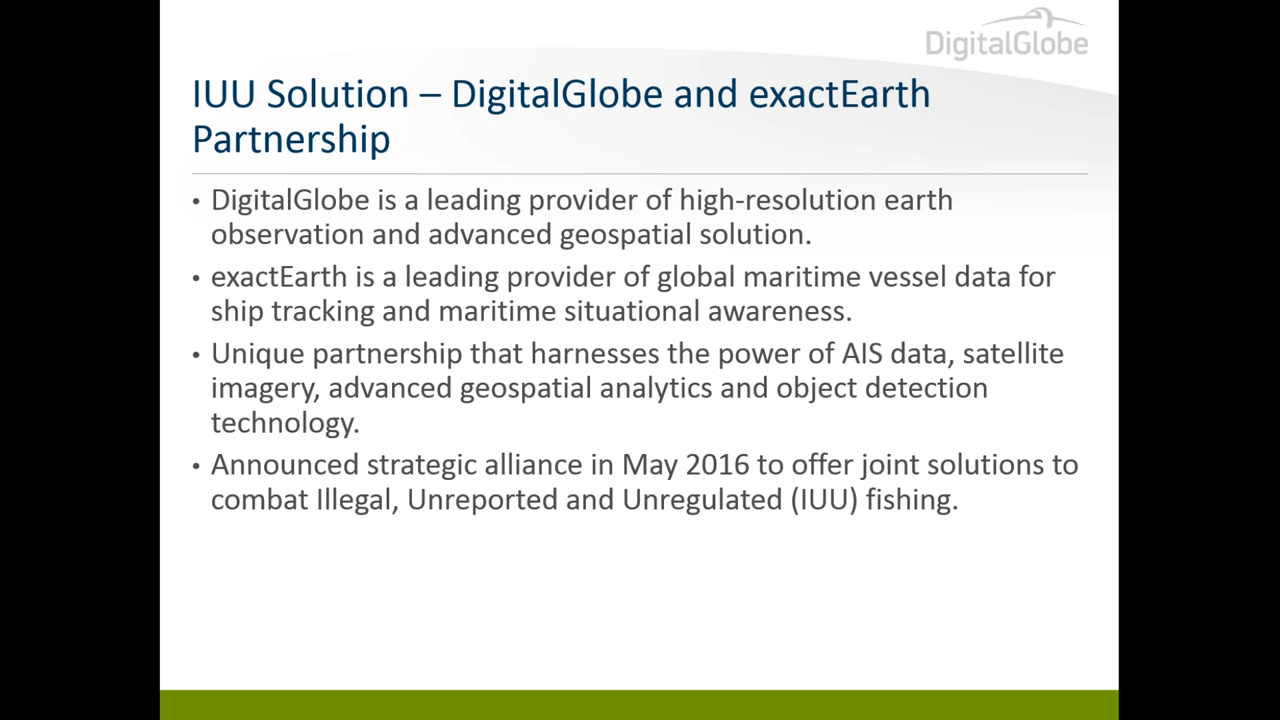 DigitalGlobe
IUU Solution – DigitalGlobe and exactEarth
Partnership
• DigitalGlobe is a leading provider of high-resolution earth
observation and advanced geospatial solution.
• exactEarth is a leading provider of global maritime vessel data for
ship tracking and maritime situational awareness.
• Unique partnership that harnesses the power of AIS data, satellite
imagery, advanced geospatial analytics and object detection
technology.
• Announced strategic alliance in May 2016 to offer joint solutions to
combat Illegal, Unreported and Unregulated (IUU) fishing.